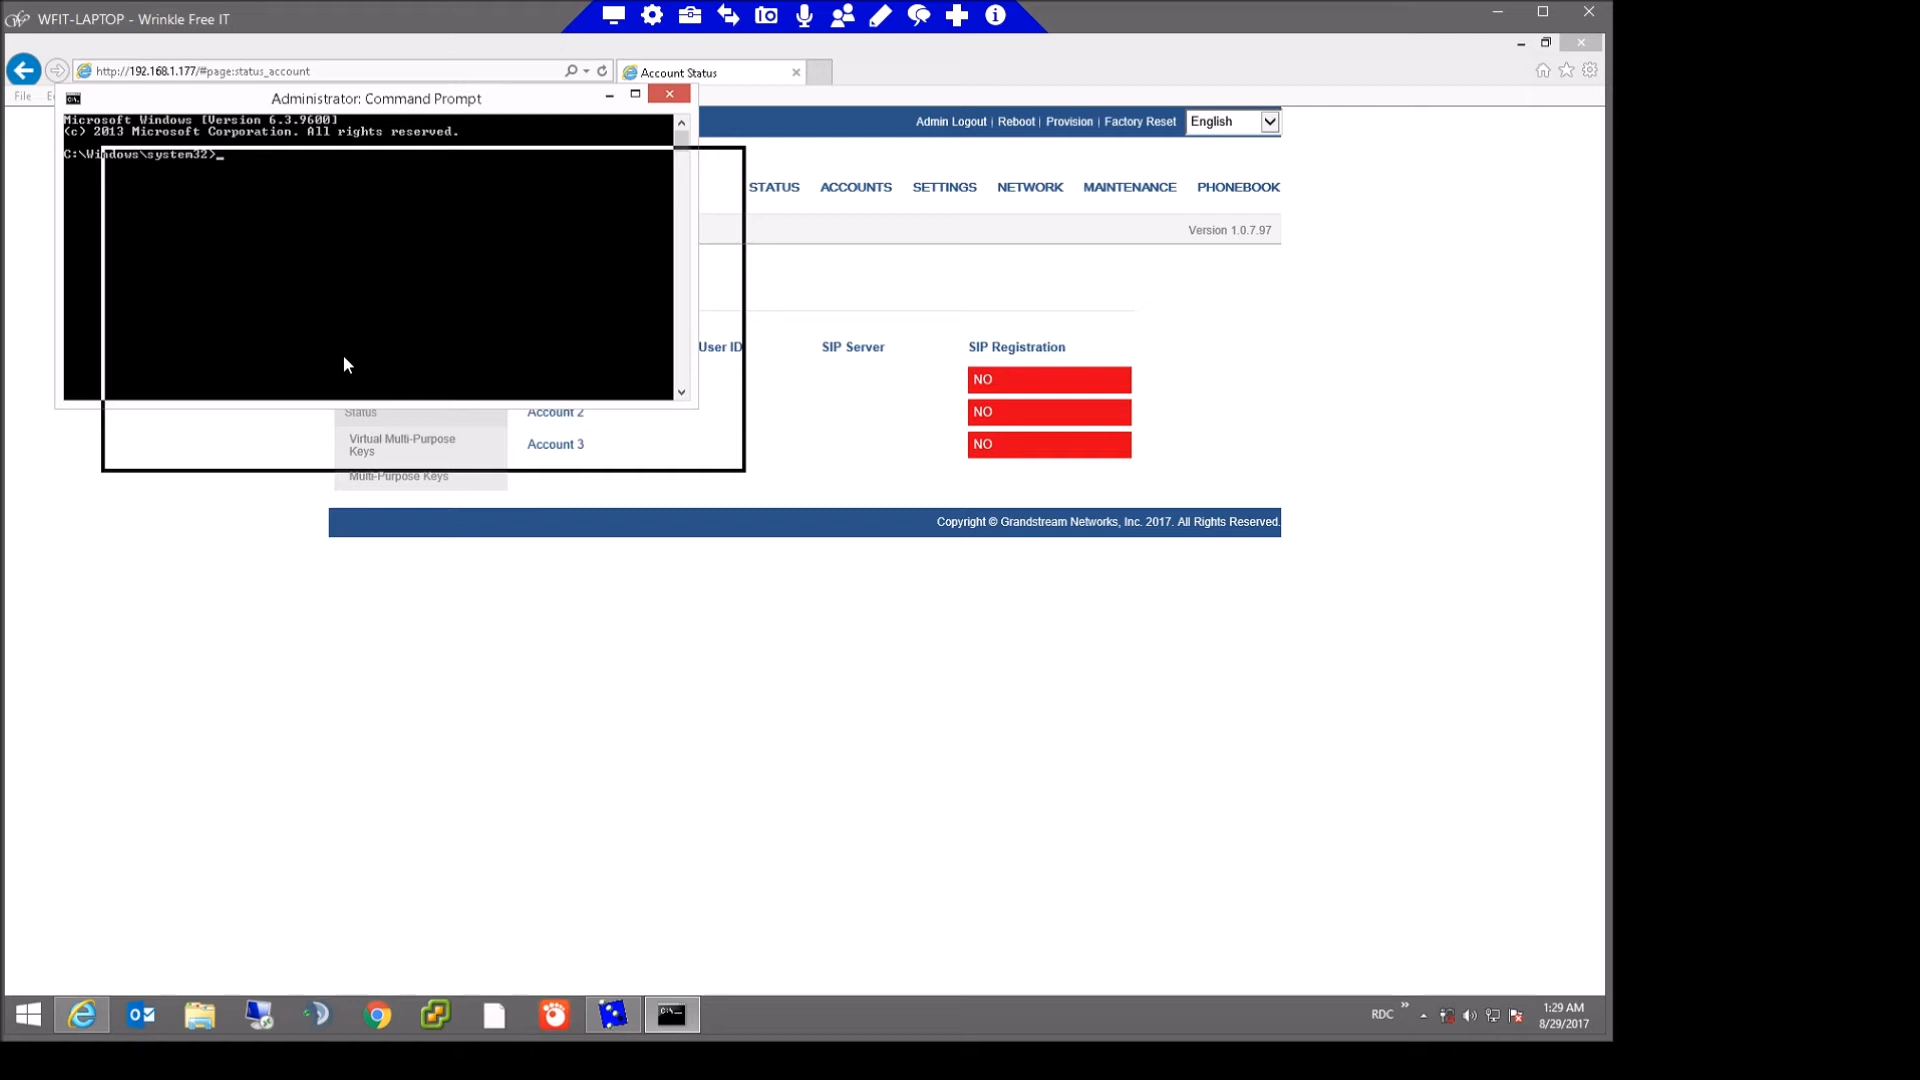 WFIT-LAPTOP - Wrinkle Free IT
http://192.168.1.177/#page:status_account
Account Status
File
Administrator: Command Prompt
Microsoft Windows [Version 6.3.9600]
(c) 2013 Microsoft Corporation. All rights reserved.
C:\Windows\system32>_
Admin Logout | Reboot | Provision | Factory Reset
English
STATUS ACCOUNTS SETTINGS NETWORK MAINTENANCE PHONEBOOK
Version 1.0.7.97
User ID SIP Server SIP Registration
NO
Status Account 2 NO
Virtual Multi-Purpose Keys
Account 3 NO
Multi-Purpose Keys
Copyright © Grandstream Networks, Inc. 2017. All Rights Reserved.
RDC
1:29 AM
8/29/2017